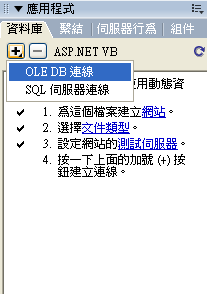 應用程式
資料庫 繫結 伺服器行為 組件
ASP.NET VB
OLE DB 連線
SQL 伺服器連線
用動態資
1. 為這個檔案建立網站。
2. 選擇文件類型。
3. 設定網站的測試伺服器。
4. 按一下上面的加號 (+) 按
鈕建立連線。